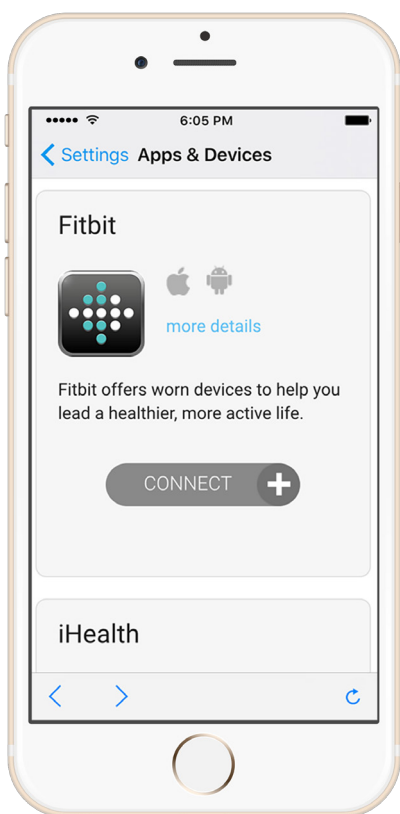 6:05 PM
Settings Apps & Devices
Fitbit
more details
Fitbit offers worn devices to help you
lead a healthier, more active life.
CONNECT
iHealth